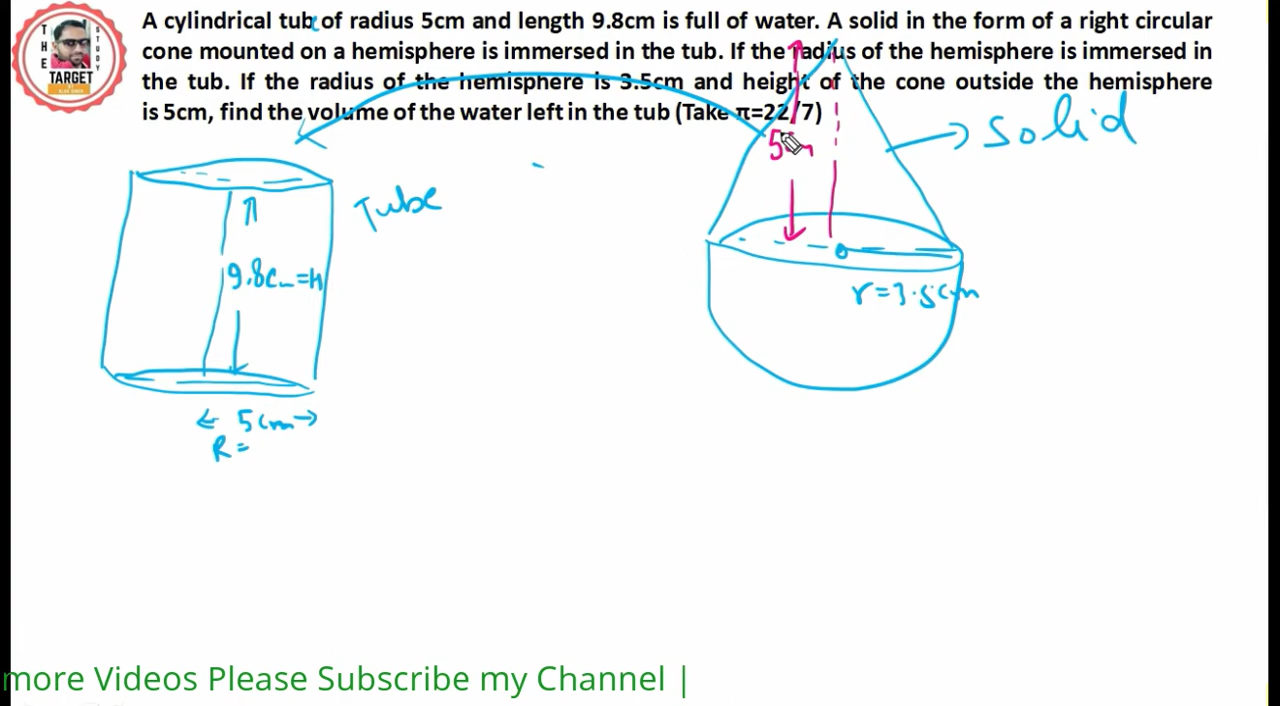 THE
STUDY
TARGET
A cylindrical tube of radius 5cm and length 9.8cm is full of water. A solid in the form of a right circular
cone mounted on a hemisphere is immersed in the tub. If the radius of the hemisphere is immersed in
the tub. If the radius of the hemisphere is 3.5cm and height of the cone outside the hemisphere
is 5cm, find the volume of the water left in the tub (Take π=22/7)
solid
5cm
Tube
9.8cm=H
r=3.5cm
5cm
R=
more Videos Please Subscribe my Channel |